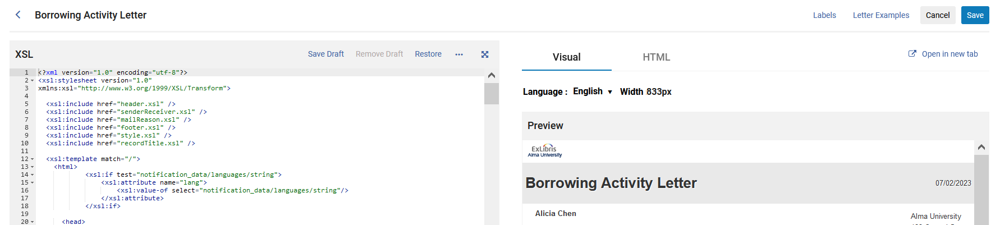 Borrowing Activity Letter
Labels Letter Examples Cancel Save
XSL Save Draft Remove Draft Restore ...
Visual HTML Open in new tab
Language : English ▼ Width 833px
1 <?xml version="1.0" encoding="utf-8"?>
2 <xsl:stylesheet version="1.0"
3 xmlns:xsl="http://www.w3.org/1999/XSL/Transform">
4
5 <xsl:include href="header.xsl" />
6 <xsl:include href="senderReceiver.xsl" />
7 <xsl:include href="mailReason.xsl" />
8 <xsl:include href="footer.xsl" />
9 <xsl:include href="style.xsl" />
10 <xsl:include href="recordTitle.xsl" />
11
12 <xsl:template match="/">
13 <html>
14 <xsl:if test="notification_data/languages/string">
15 <xsl:attribute name="lang">
16 <xsl:value-of select="notification_data/languages/string"/>
17 </xsl:attribute>
18 </xsl:if>
19
20 <head>
Preview
ExLibris
Alma University
Borrowing Activity Letter 07/02/2023
Alicia Chen
Alma University